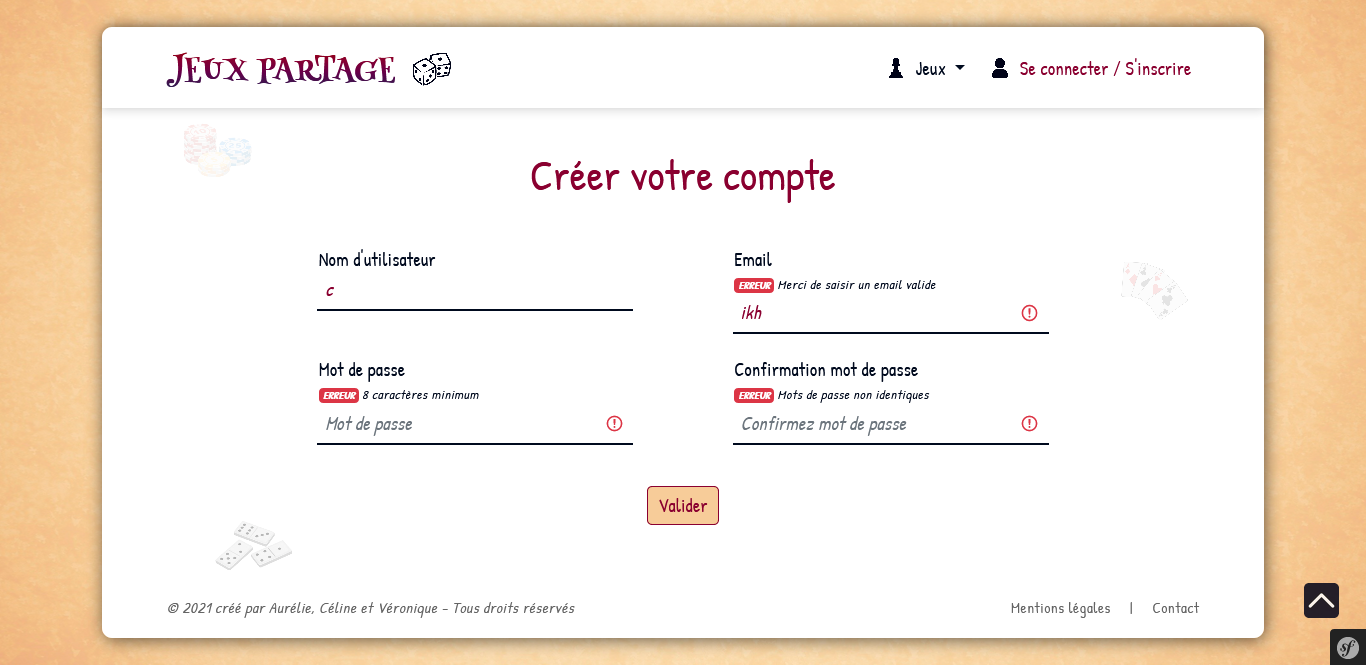 JEUX PARTAGE
Jeux
Se connecter / S'inscrire
Créer votre compte
Nom d'utilisateur
c
Email
ERREUR Merci de saisir un email valide
ikh
Mot de passe
ERREUR 8 caractères minimum
Mot de passe
Confirmation mot de passe
ERREUR Mots de passe non identiques
Confirmez mot de passe
Valider
© 2021 créé par Aurélie, Céline et Véronique - Tous droits réservés
Mentions légales | Contact
sf